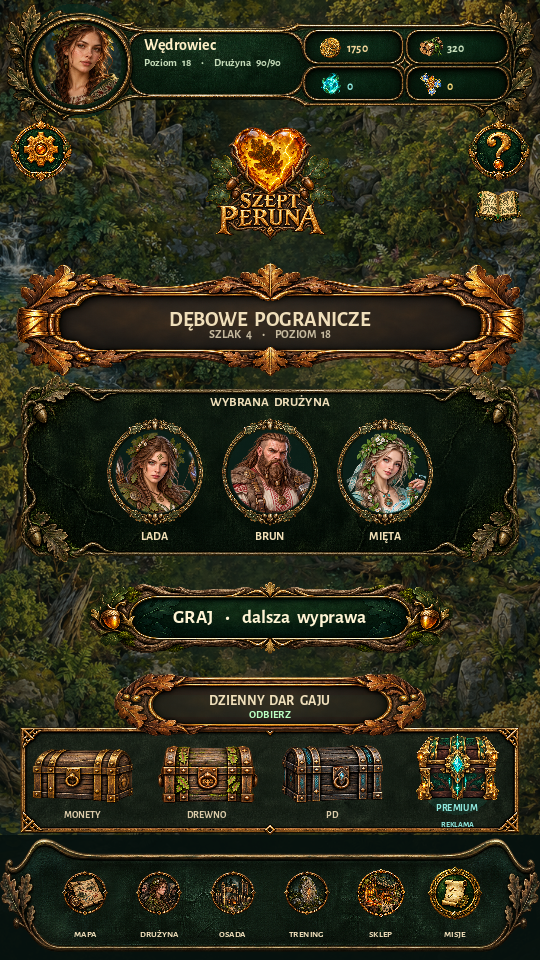 Wędrowiec
1750
320
Poziom 18 · Drużyna 90/90
0
0
?
SZEPT
PERUNA
DĘBOWE POGRANICZE
SZLAK 4 · POZIOM 18
WYBRANA DRUŻYNA
LADA
BRUN
MIĘTA
GRAJ · dalsza wyprawa
DZIENNY DAR GAJU
ODBIERZ
MONETY
DREWNO
PD
PREMIUM
REKLAMA
MAPA
DRUŻYNA
OSADA
TRENING
SKLEP
MISJE